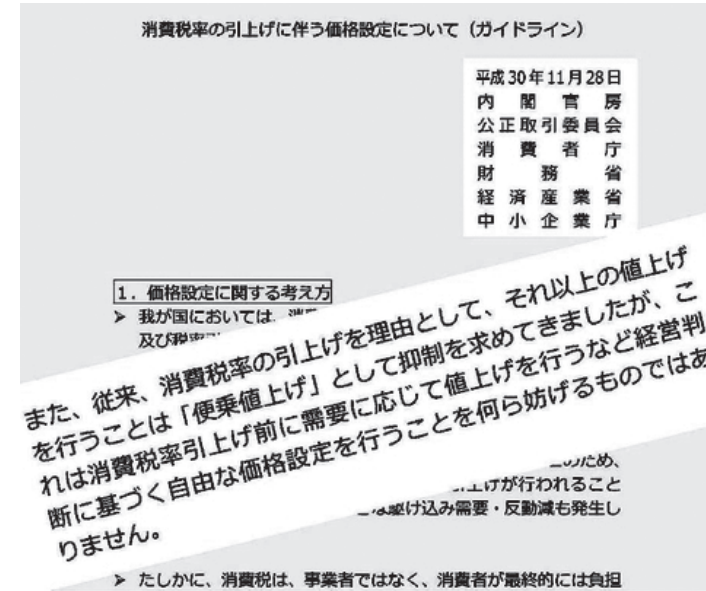 消費税率の引上げに伴う価格設定について（ガイドライン）
平成30年11月28日
内閣官房
公正取引委員会
消費者庁
財務省
経済産業省
中小企業庁
1．価格設定に関する考え方
➤ 我が国においては、消費
及び税率
また、従来、消費税率の引上げを理由として、それ以上の値上げ
を行うことは「便乗値上げ」として抑制を求めてきましたが、こ
れは消費税率引上げ前に需要に応じて値上げを行うなど経営判
断に基づく自由な価格設定を行うことを何ら妨げるものではあ
りません。
このため、
引上げが行われること
な駆け込み需要・反動減も発生し
➤ たしかに、消費税は、事業者ではなく、消費者が最終的には負担